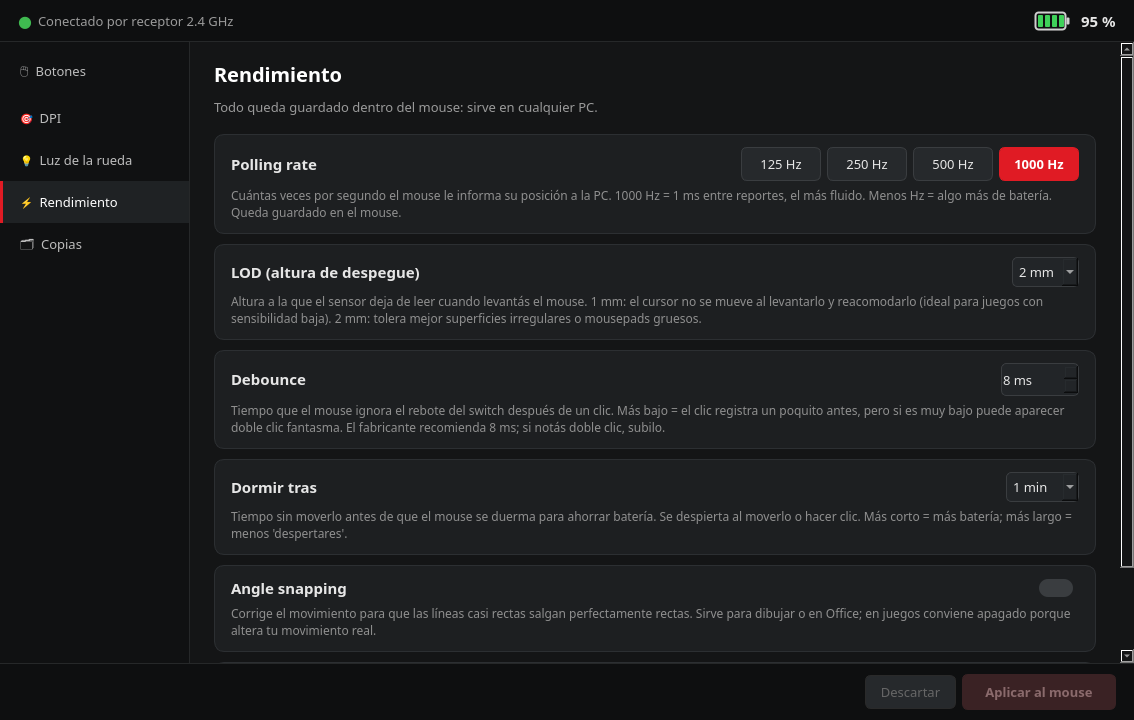 Conectado por receptor 2.4 GHz
95 %
Botones
DPI
Luz de la rueda
Rendimiento
Copias
Rendimiento
Todo queda guardado dentro del mouse: sirve en cualquier PC.
Polling rate
125 Hz
250 Hz
500 Hz
1000 Hz
Cuántas veces por segundo el mouse le informa su posición a la PC. 1000 Hz = 1 ms entre reportes, el más fluido. Menos Hz = algo más de batería.
Queda guardado en el mouse.
LOD (altura de despegue)
2 mm
Altura a la que el sensor deja de leer cuando levantás el mouse. 1 mm: el cursor no se mueve al levantarlo y reacomodarlo (ideal para juegos con
sensibilidad baja). 2 mm: tolera mejor superficies irregulares o mousepads gruesos.
Debounce
8 ms
Tiempo que el mouse ignora el rebote del switch después de un clic. Más bajo = el clic registra un poquito antes, pero si es muy bajo puede aparecer
doble clic fantasma. El fabricante recomienda 8 ms; si notás doble clic, subilo.
Dormir tras
1 min
Tiempo sin moverlo antes de que el mouse se duerma para ahorrar batería. Se despierta al moverlo o hacer clic. Más corto = más batería; más largo =
menos 'despertares'.
Angle snapping
Corrige el movimiento para que las líneas casi rectas salgan perfectamente rectas. Sirve para dibujar o en Office; en juegos conviene apagado porque
altera tu movimiento real.
Descartar
Aplicar al mouse